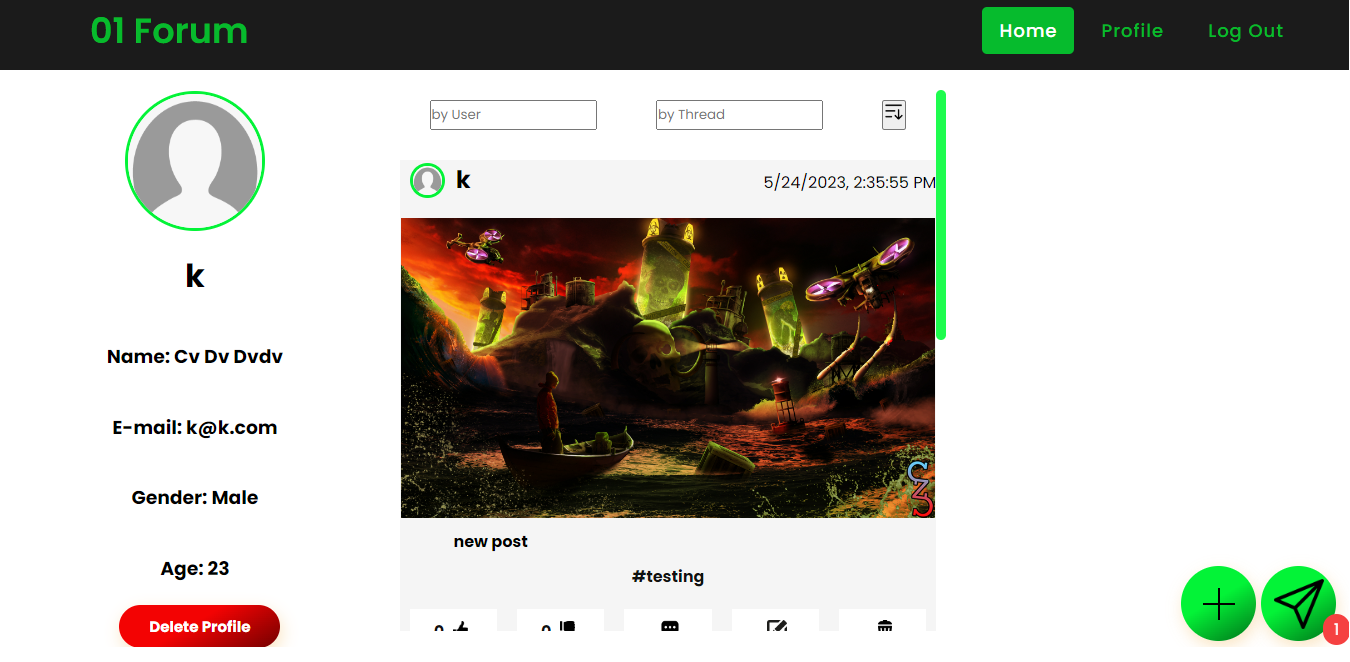 01 Forum
Home
Profile
Log Out
k
Name: Cv Dv Dvdv
E-mail: k@k.com
Gender: Male
Age: 23
Delete Profile
by User
by Thread
k
5/24/2023, 2:35:55 PM
new post
#testing
0
0
1